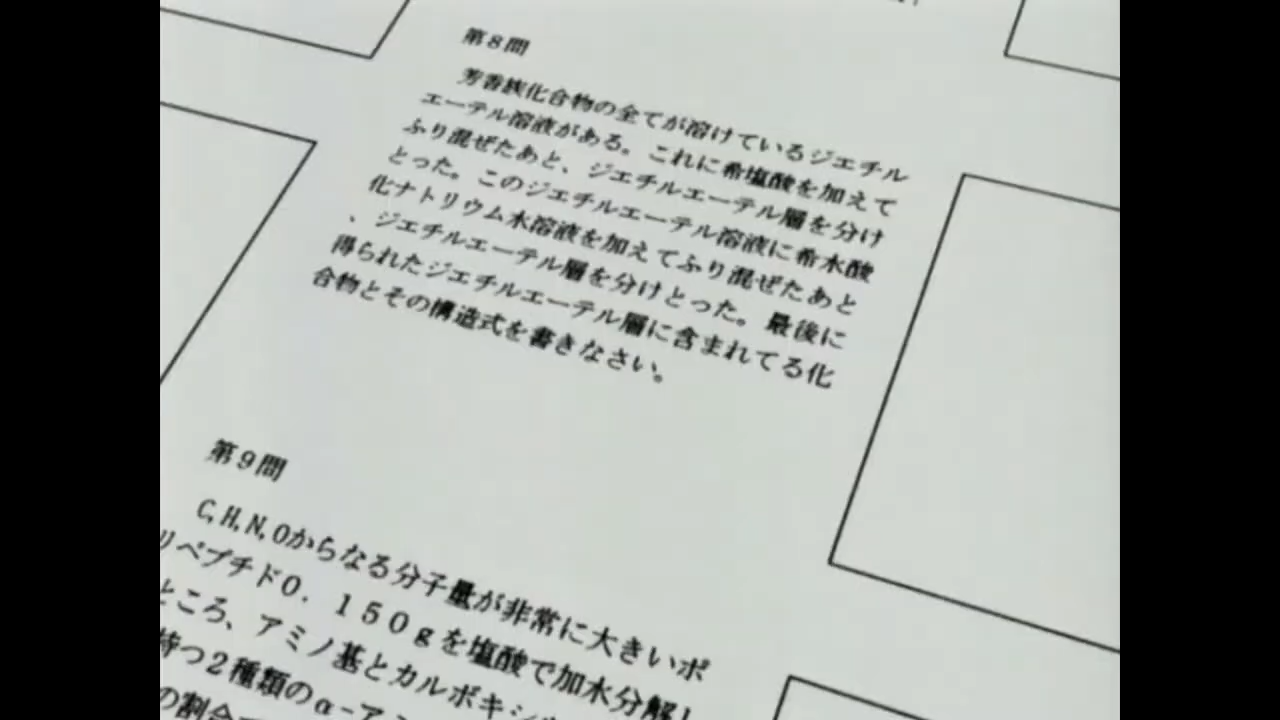 第8問
芳香族化合物の全てが溶けているジエチル
エーテル溶液がある。これに希塩酸を加えて
ふり混ぜたあと、ジエチルエーテル層を分け
とった。このジエチルエーテル溶液に希水酸
化ナトリウム水溶液を加えてふり混ぜたあと
、ジエチルエーテル層を分けとった。最後に
得られたジエチルエーテル層に含まれてる化
合物とその構造式を書きなさい。
第9問
C,H,N,Oからなる分子量が非常に大きいポ
リペプチド0.150gを塩酸で加水分解し
ところ、アミノ基とカルボキシ
持つ2種類のα-ア
の割合